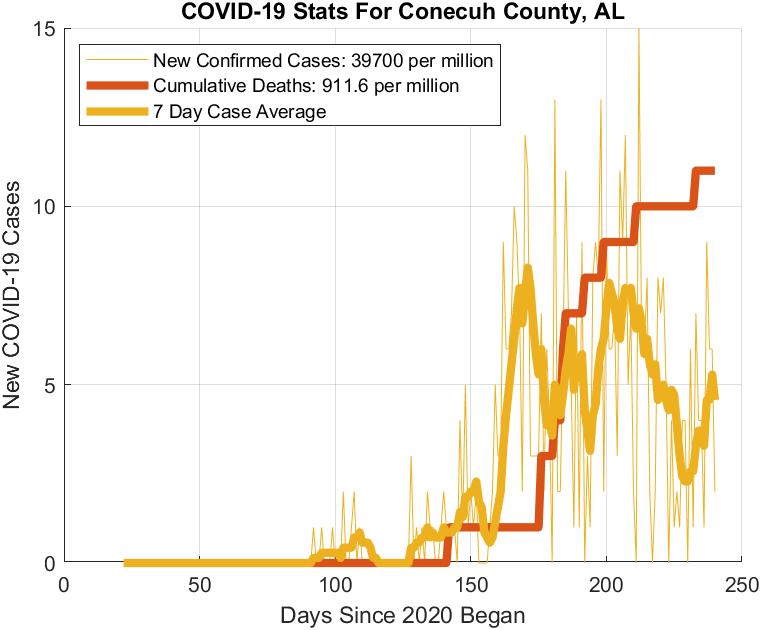 COVID-19 Stats For Conecuh County, AL
New Confirmed Cases: 39700 per million
Cumulative Deaths: 911.6 per million
7 Day Case Average
New COVID-19 Cases
15
10
5
0
0 50 100 150 200 250
Days Since 2020 Began